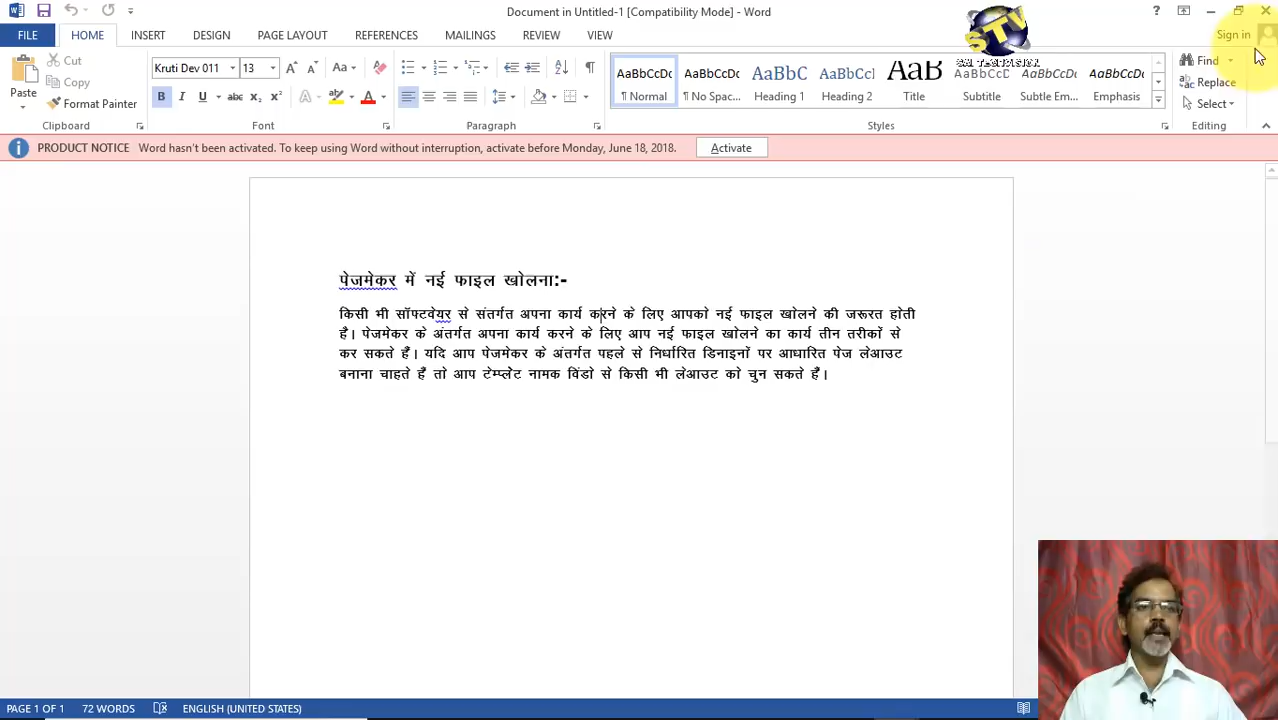 Document in Untitled-1 [Compatibility Mode] - Word
?
FILE HOME INSERT DESIGN PAGE LAYOUT REFERENCES MAILINGS REVIEW VIEW
Sign in
STV
Paste
Cut
Copy
Format Painter
Clipboard
Kruti Dev 011 13
Font
Paragraph
AaBbCcDc AaBbCcDc AaBbC AaBbCcl AaB AaBbCcD AaBbCcDc AaBbCcDc
¶ Normal ¶ No Spac... Heading 1 Heading 2 Title Subtitle Subtle Em... Emphasis
Styles
Find
Replace
Select
Editing
PRODUCT NOTICE Word hasn't been activated. To keep using Word without interruption, activate before Monday, June 18, 2018. Activate
पेजमेकर में नई फाइल खोलना:-
किसी भी सॉफ्टवेयर से संतर्गत अपना कार्य करने के लिए आपको नई फाइल खोलने की जरूरत होती
है। पेजमेकर के अंतर्गत अपना कार्य करने के लिए आप नई फाइल खोलने का कार्य तीन तरीकों से
कर सकते हैं। यदि आप पेजमेकर के अंतर्गत पहले से निर्धारित डिनाइनों पर आधारित पेज लेआउट
बनाना चाहते हैं तो आप टेम्प्लेट नामक विंडो से किसी भी लेआउट को चुन सकते हैं।
PAGE 1 OF 1 72 WORDS ENGLISH (UNITED STATES)